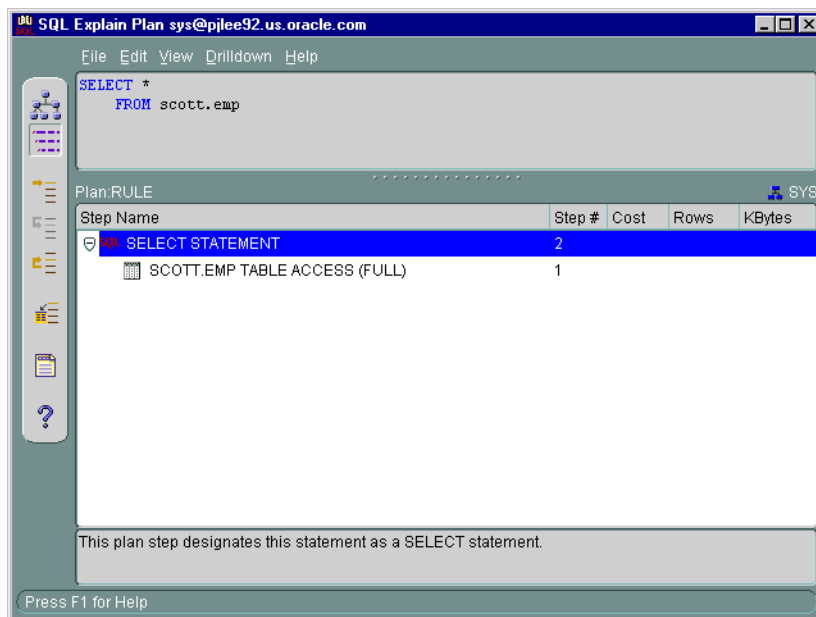 SQL Explain Plan sys@pjlee92.us.oracle.com
File Edit View Drilldown Help
SELECT *
FROM scott.emp
Plan:RULE SYS
Step Name Step # Cost Rows KBytes
SQL SELECT STATEMENT 2
SCOTT.EMP TABLE ACCESS (FULL) 1
This plan step designates this statement as a SELECT statement.
Press F1 for Help